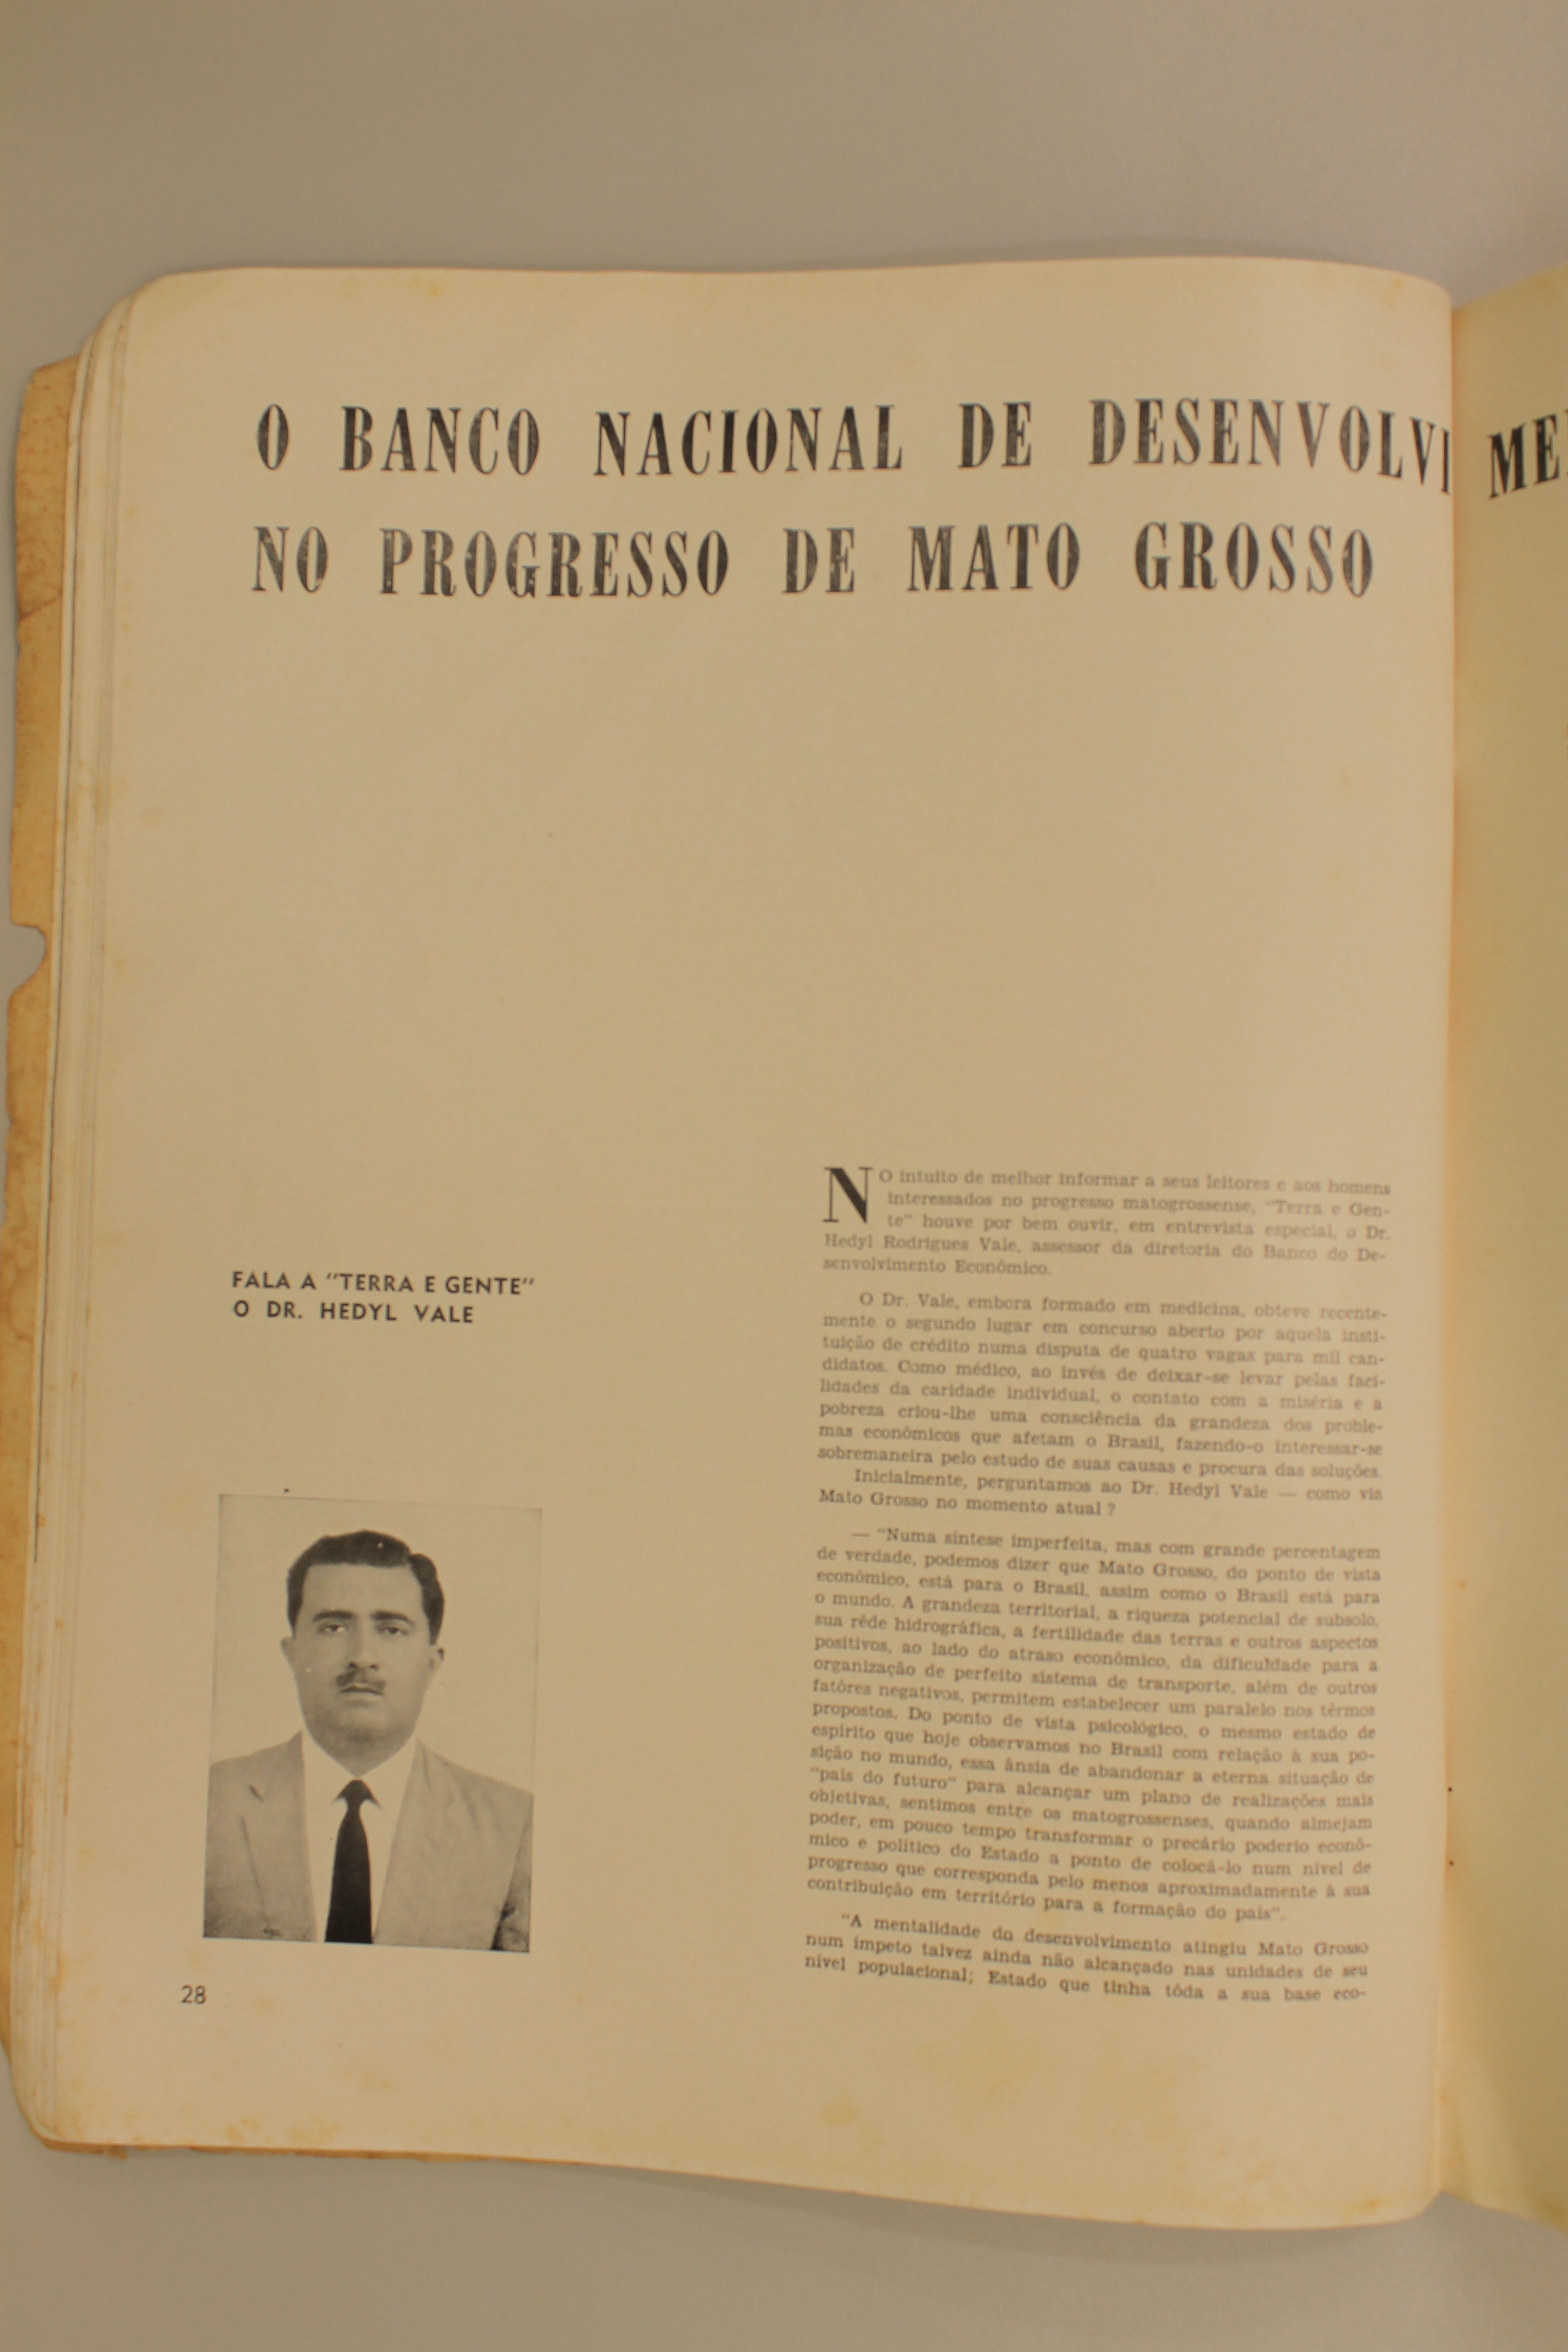 O BANCO NACIONAL DE DESENVOLVI MEN
NO PROGRESSO DE MATO GROSSO
FALA A "TERRA E GENTE"
O DR. HEDYL VALE
NO intuito de melhor informar a seus leitores e aos homens
interessados no progresso matogrossense, "Terra e Gen-
te" houve por bem ouvir, em entrevista especial, o Dr.
Hedyl Rodrigues Vale, assessor da diretoria do Banco do De-
senvolvimento Econômico.
O Dr. Vale, embora formado em medicina, obteve recente-
mente o segundo lugar em concurso aberto por aquela insti-
tuição de crédito numa disputa de quatro vagas para mil can-
didatos. Como médico, ao invés de deixar-se levar pelas faci-
lidades da caridade individual, o contato com a miséria e a
pobreza criou-lhe uma consciência da grandeza dos proble-
mas econômicos que afetam o Brasil, fazendo-o interessar-se
sobremaneira pelo estudo de suas causas e procura das soluções.
Inicialmente, perguntamos ao Dr. Hedyl Vale — como via
Mato Grosso no momento atual ?
— "Numa síntese imperfeita, mas com grande percentagem
de verdade, podemos dizer que Mato Grosso, do ponto de vista
econômico, está para o Brasil, assim como o Brasil está para
o mundo. A grandeza territorial, a riqueza potencial de subsolo,
sua rêde hidrográfica, a fertilidade das terras e outros aspectos
positivos, ao lado do atraso econômico, da dificuldade para a
organização de perfeito sistema de transporte, além de outros
fatôres negativos, permitem estabelecer um paralelo nos têrmos
propostos. Do ponto de vista psicológico, o mesmo estado de
espírito que hoje observamos no Brasil com relação à sua po-
sição no mundo, essa ânsia de abandonar a eterna situação de
"país do futuro" para alcançar um plano de realizações mais
objetivas, sentimos entre os matogrossenses, quando almejam
poder, em pouco tempo transformar o precário poderio econô-
mico e político do Estado a ponto de colocá-lo num nível de
progresso que corresponda pelo menos aproximadamente à sua
contribuição em território para a formação do país".
"A mentalidade do desenvolvimento atingiu Mato Grosso
num ímpeto talvez ainda não alcançado nas unidades de seu
nível populacional; Estado que tinha tôda a sua base eco-
28